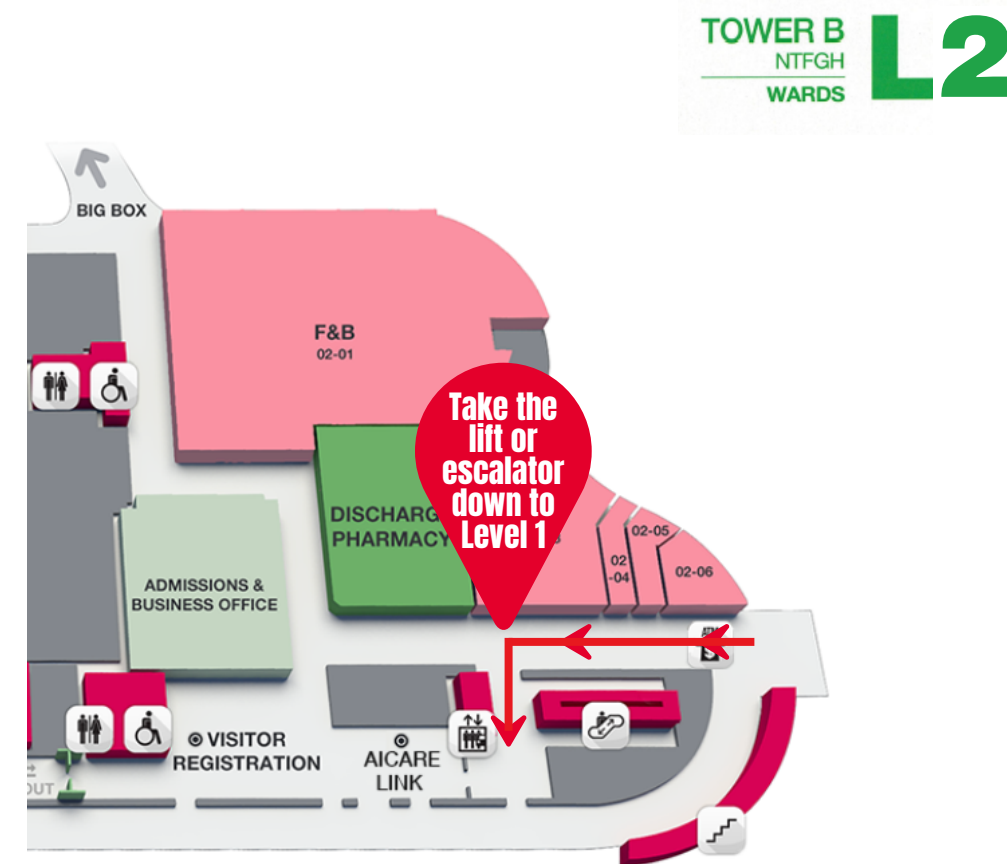 TOWER B
NTFGH
WARDS
L2
BIG BOX
F&B
02-01
Take the
lift or
escalator
down to
Level 1
DISCHARG
PHARMACY
02-05
02
-04
02-06
ADMISSIONS &
BUSINESS OFFICE
VISITOR
REGISTRATION
AICARE
LINK
OUT